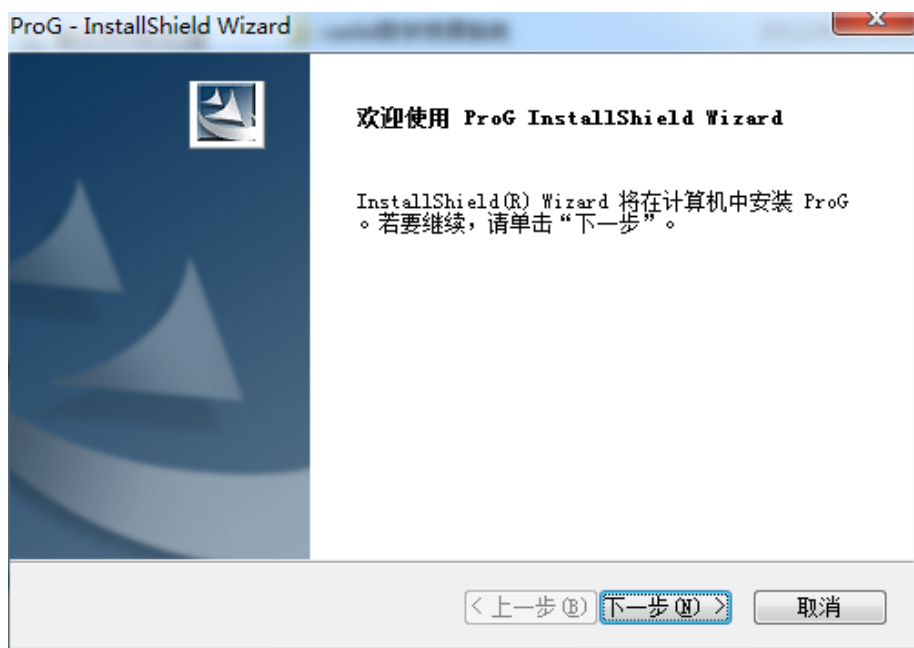 ProG - InstallShield Wizard
欢迎使用 ProG InstallShield Wizard
InstallShield(R) Wizard 将在计算机中安装 ProG
。若要继续，请单击“下一步”。
< 上一步(B)
下一步(N) >
取消